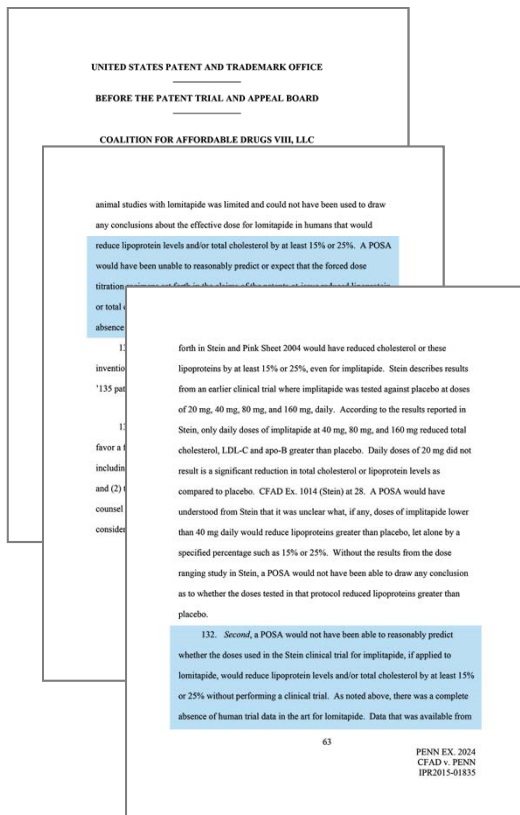 UNITED STATES PATENT AND TRADEMARK OFFICE
BEFORE THE PATENT TRIAL AND APPEAL BOARD
COALITION FOR AFFORDABLE DRUGS VIII, LLC
animal studies with lomitapide was limited and could not have been used to draw
any conclusions about the effective dose for lomitapide in humans that would
reduce lipoprotein levels and/or total cholesterol by at least 15% or 25%. A POSA
would have been unable to reasonably predict or expect that the forced dose
titration regimens set forth in the claims of the patents at issue reduced lipoprotein
or total
absence
13
inventio
'135 pat
13
favor a f
includin
and (2) t
counsel
consider
forth in Stein and Pink Sheet 2004 would have reduced cholesterol or these
lipoproteins by at least 15% or 25%, even for implitapide. Stein describes results
from an earlier clinical trial where implitapide was tested against placebo at doses
of 20 mg, 40 mg, 80 mg, and 160 mg, daily. According to the results reported in
Stein, only daily doses of implitapide at 40 mg, 80 mg, and 160 mg reduced total
cholesterol, LDL-C and apo-B greater than placebo. Daily doses of 20 mg did not
result is a significant reduction in total cholesterol or lipoprotein levels as
compared to placebo. CFAD Ex. 1014 (Stein) at 28. A POSA would have
understood from Stein that it was unclear what, if any, doses of implitapide lower
than 40 mg daily would reduce lipoproteins greater than placebo, let alone by a
specified percentage such as 15% or 25%. Without the results from the dose
ranging study in Stein, a POSA would not have been able to draw any conclusion
as to whether the doses tested in that protocol reduced lipoproteins greater than
placebo.
132. Second, a POSA would not have been able to reasonably predict
whether the doses used in the Stein clinical trial for implitapide, if applied to
lomitapide, would reduce lipoprotein levels and/or total cholesterol by at least 15%
or 25% without performing a clinical trial. As noted above, there was a complete
absence of human trial data in the art for lomitapide. Data that was available from
63
PENN EX. 2024
CFAD v. PENN
IPR2015-01835